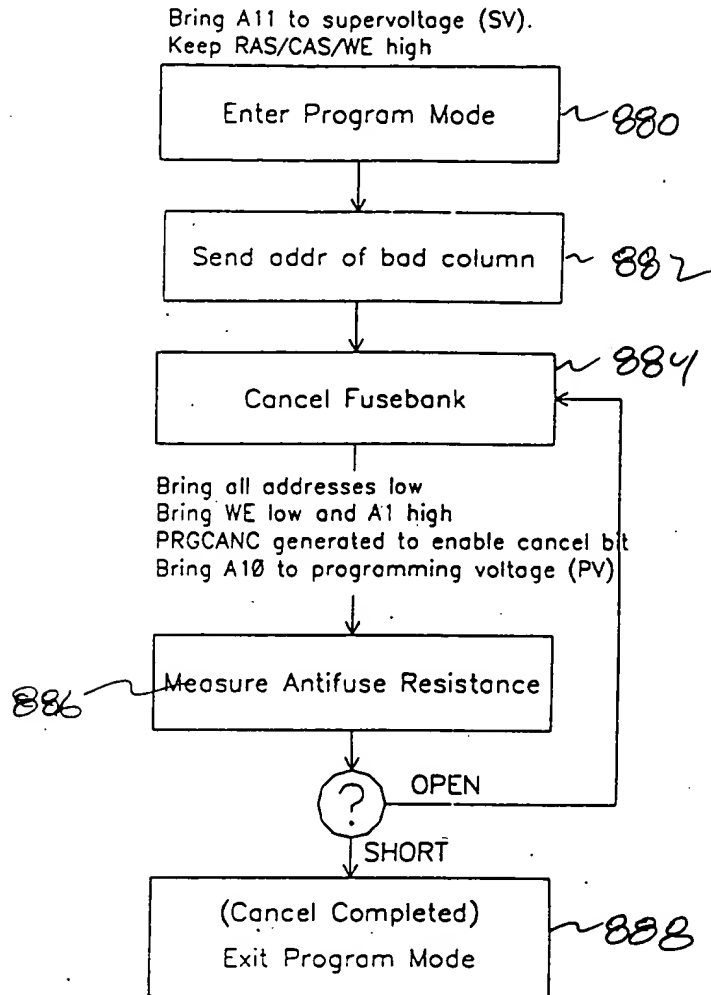 Bring A11 to supervoltage (SV).
Keep RAS/CAS/WE high
Enter Program Mode
880
Send addr of bad column
882
884
Cancel Fusebank
Bring all addresses low
Bring WE low and A1 high
PRGCANC generated to enable cancel bit
Bring A10 to programming voltage (PV)
Measure Antifuse Resistance
886
?
OPEN
SHORT
(Cancel Completed)
Exit Program Mode
888